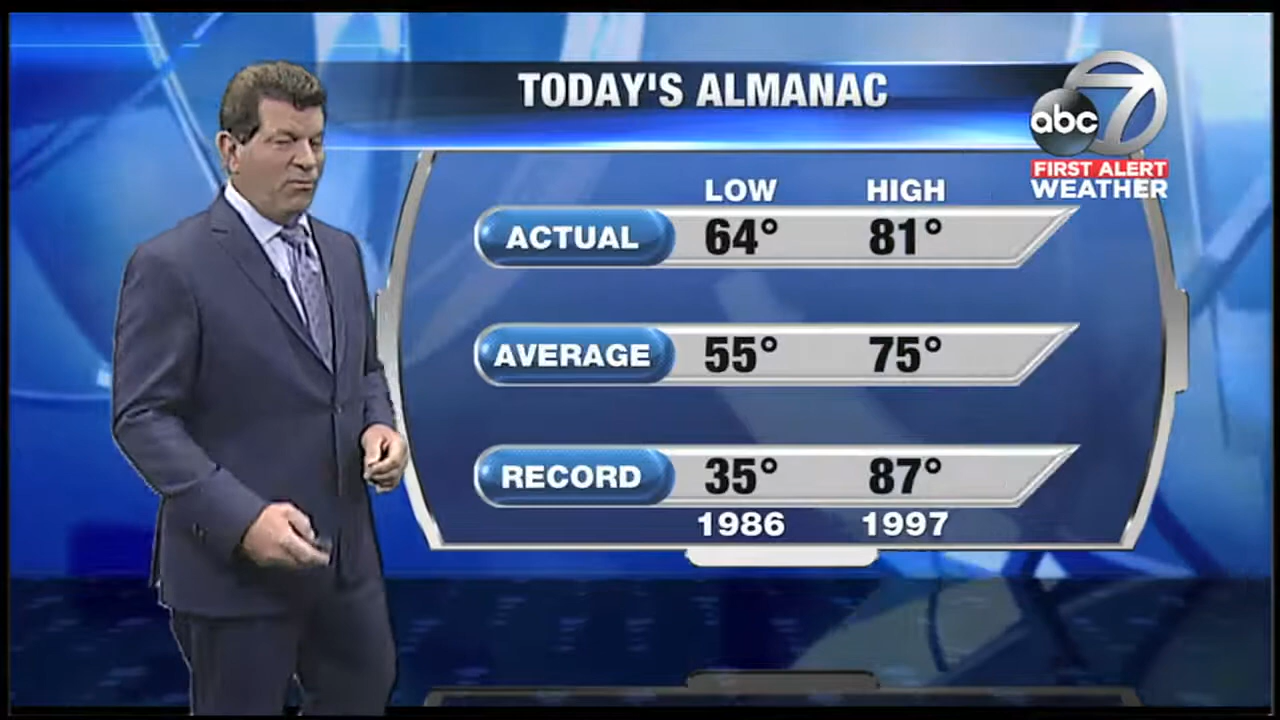 TODAY'S ALMANAC
abc 7
FIRST ALERT
WEATHER
LOW HIGH
ACTUAL 64° 81°
AVERAGE 55° 75°
RECORD 35° 87°
1986 1997